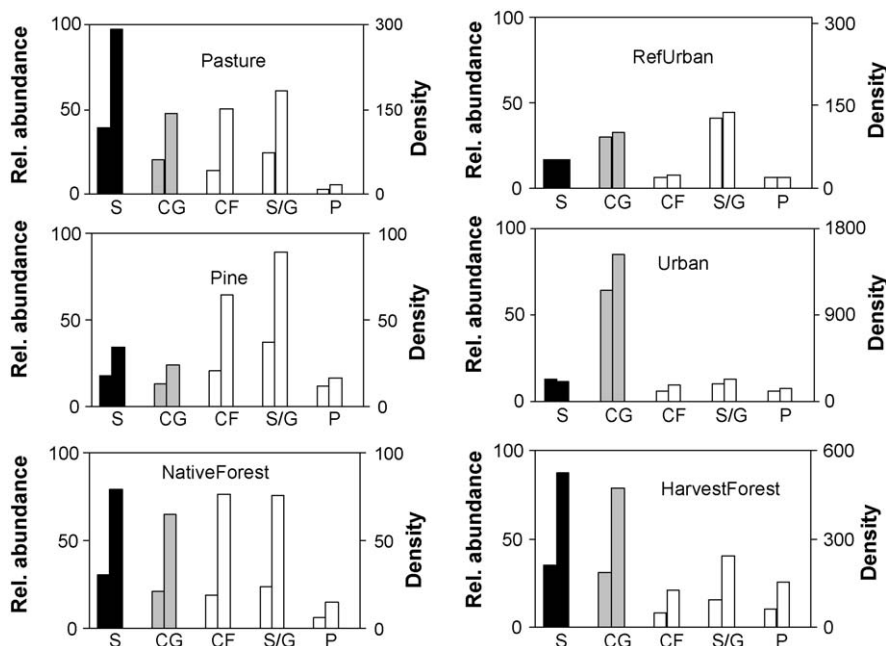 Pasture
Rel. abundance
100
50
0
Density
300
150
0
S CG CF S/G P
RefUrban
Rel. abundance
100
50
0
Density
300
150
0
S CG CF S/G P
Pine
Rel. abundance
100
50
0
Density
100
50
0
S CG CF S/G P
Urban
Rel. abundance
100
50
0
Density
1800
900
0
S CG CF S/G P
NativeForest
Rel. abundance
100
50
0
Density
100
50
0
S CG CF S/G P
HarvestForest
Rel. abundance
100
50
0
Density
600
300
0
S CG CF S/G P